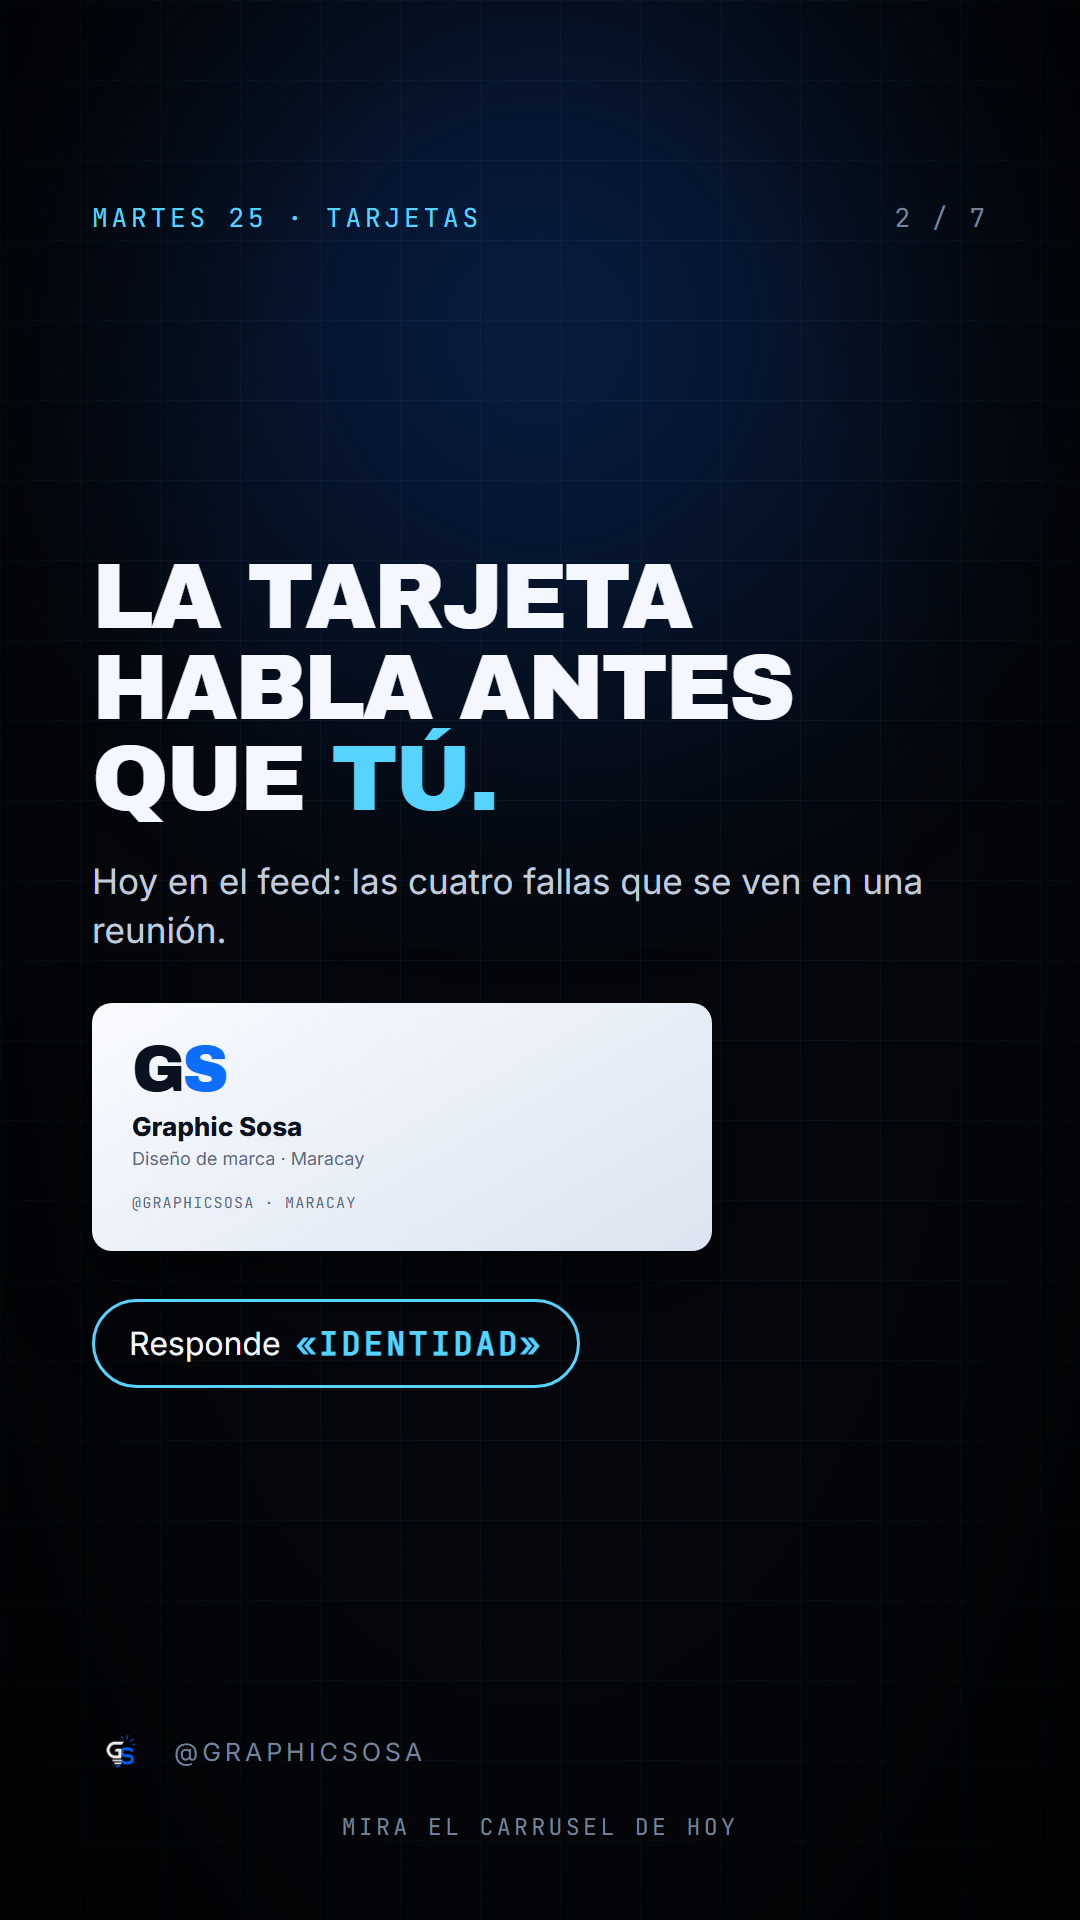 MARTES 25 · TARJETAS
2 / 7
LA TARJETA
HABLA ANTES
QUE TÚ.
Hoy en el feed: las cuatro fallas que se ven en una
reunión.
GS
Graphic Sosa
Diseño de marca · Maracay
@GRAPHICSOSA · MARACAY
Responde «IDENTIDAD»
GS
@GRAPHICSOSA
MIRA EL CARRUSEL DE HOY